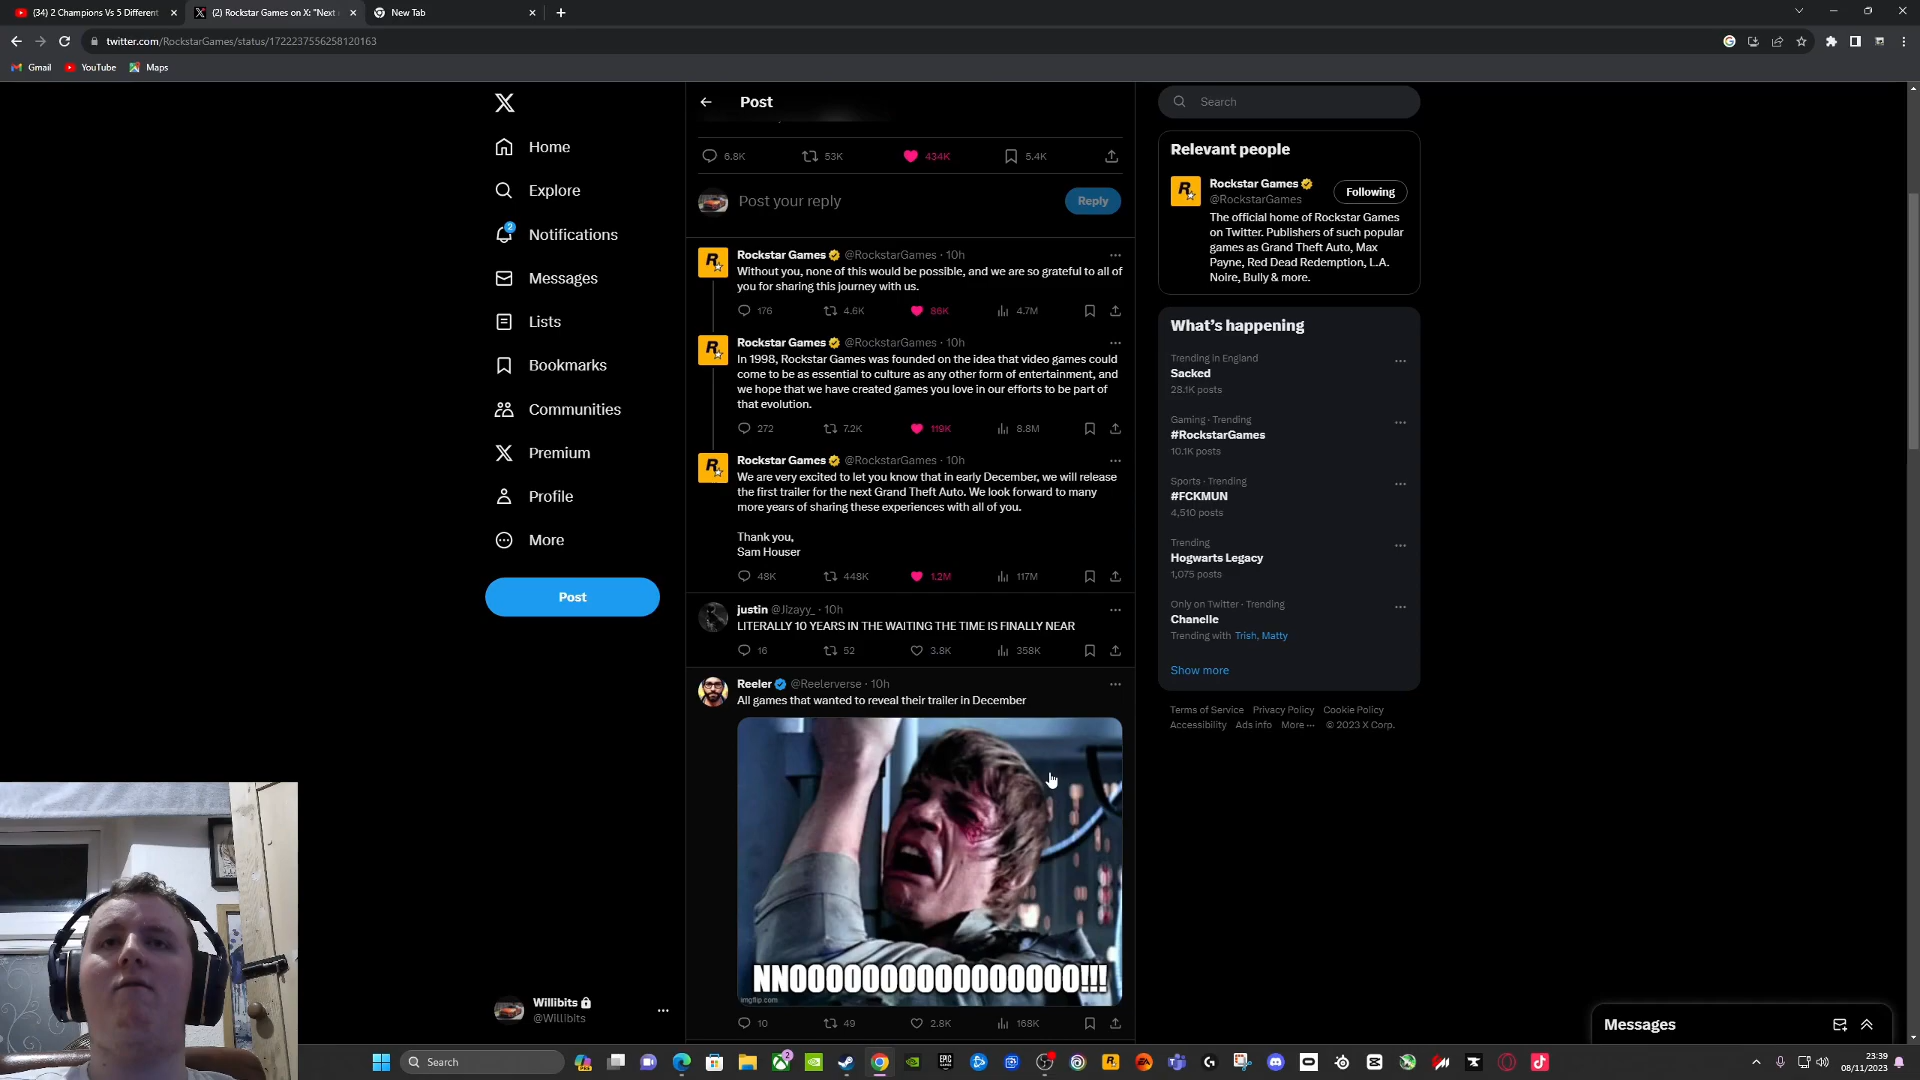 (34) 2 Champions Vs 5 Different
(2) Rockstar Games on X: "Next
New Tab
twitter.com/RockstarGames/status/1722237556258120163
Gmail
YouTube
Maps
Home
Explore
2
Notifications
Messages
Lists
Bookmarks
Communities
Premium
Profile
More
Post
Willibits
@Willibits
Post
6.8K
53K
434K
5.4K
Post your reply
Reply
Rockstar Games @RockstarGames · 10h
Without you, none of this would be possible, and we are so grateful to all of
you for sharing this journey with us.
176
4.6K
86K
4.7M
Rockstar Games @RockstarGames · 10h
In 1998, Rockstar Games was founded on the idea that video games could
come to be as essential to culture as any other form of entertainment, and
we hope that we have created games you love in our efforts to be part of
that evolution.
272
7.2K
119K
8.8M
Rockstar Games @RockstarGames · 10h
We are very excited to let you know that in early December, we will release
the first trailer for the next Grand Theft Auto. We look forward to many
more years of sharing these experiences with all of you.
Thank you,
Sam Houser
48K
448K
1.2M
117M
justin @Jizayy_ · 10h
LITERALLY 10 YEARS IN THE WAITING THE TIME IS FINALLY NEAR
16
52
3.8K
358K
Reeler @Reelerverse · 10h
All games that wanted to reveal their trailer in December
NNOOOOOOOOOOOOOOOO!!!
imgflip.com
10
49
2.8K
168K
Search
Relevant people
Rockstar Games
@RockstarGames
Following
The official home of Rockstar Games
on Twitter. Publishers of such popular
games as Grand Theft Auto, Max
Payne, Red Dead Redemption, L.A.
Noire, Bully & more.
What's happening
Trending in England
Sacked
28.1K posts
Gaming · Trending
#RockstarGames
10.1K posts
Sports · Trending
#FCKMUN
4,510 posts
Trending
Hogwarts Legacy
1,075 posts
Only on Twitter · Trending
Chanelle
Trending with Trish, Matty
Show more
Terms of Service Privacy Policy Cookie Policy
Accessibility Ads info More ··· © 2023 X Corp.
Messages
Search
2
23:39
08/11/2023